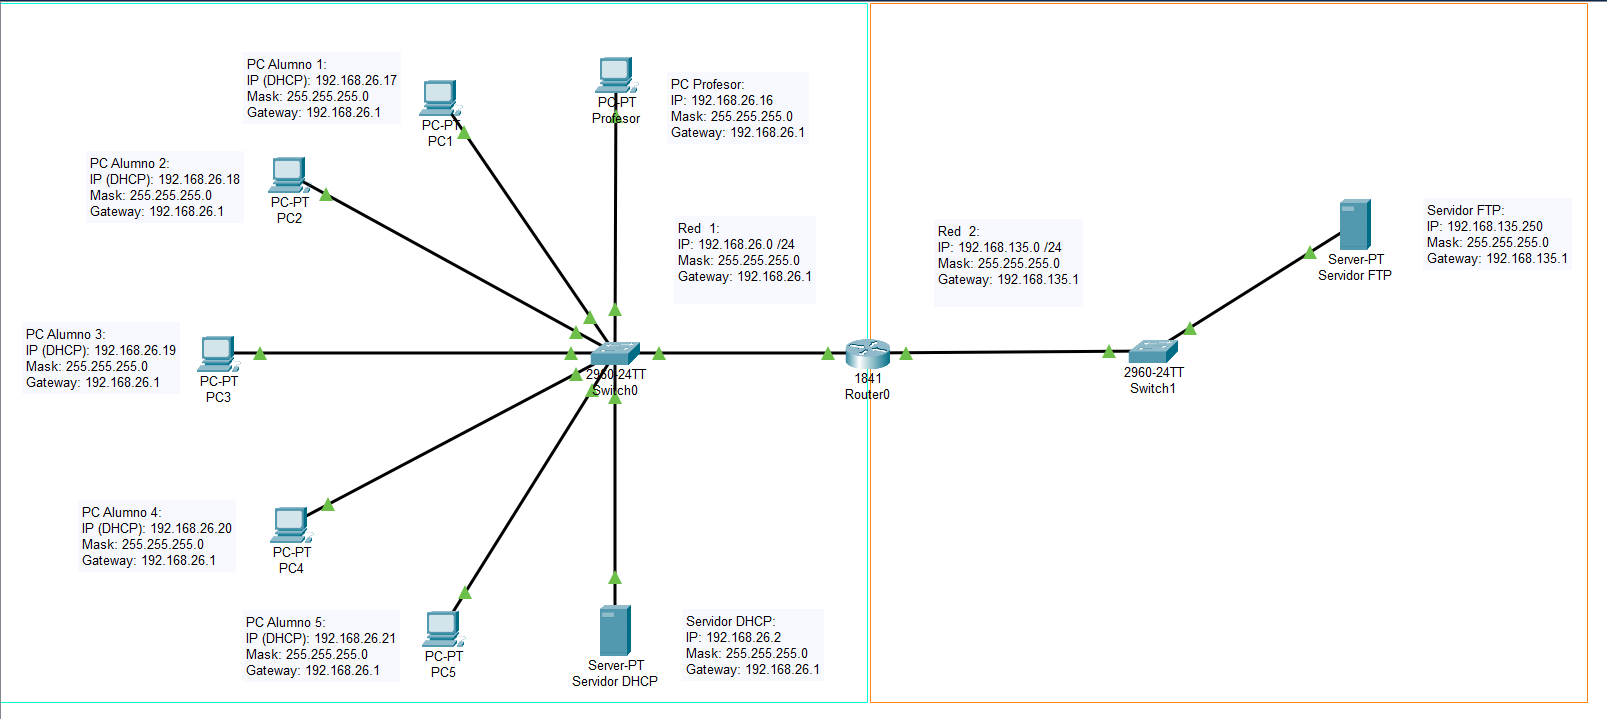 PC Alumno 1:
IP (DHCP): 192.168.26.17
Mask: 255.255.255.0
Gateway: 192.168.26.1
PC-PT
PC1
PC-PT
Profesor
PC Profesor:
IP: 192.168.26.16
Mask: 255.255.255.0
Gateway: 192.168.26.1
PC Alumno 2:
IP (DHCP): 192.168.26.18
Mask: 255.255.255.0
Gateway: 192.168.26.1
PC-PT
PC2
Red 1:
IP: 192.168.26.0 /24
Mask: 255.255.255.0
Gateway: 192.168.26.1
Red 2:
IP: 192.168.135.0 /24
Mask: 255.255.255.0
Gateway: 192.168.135.1
Server-PT
Servidor FTP
Servidor FTP:
IP: 192.168.135.250
Mask: 255.255.255.0
Gateway: 192.168.135.1
PC Alumno 3:
IP (DHCP): 192.168.26.19
Mask: 255.255.255.0
Gateway: 192.168.26.1
PC-PT
PC3
2960-24TT
Switch0
1841
Router0
2960-24TT
Switch1
PC Alumno 4:
IP (DHCP): 192.168.26.20
Mask: 255.255.255.0
Gateway: 192.168.26.1
PC-PT
PC4
PC Alumno 5:
IP (DHCP): 192.168.26.21
Mask: 255.255.255.0
Gateway: 192.168.26.1
PC-PT
PC5
Server-PT
Servidor DHCP
Servidor DHCP:
IP: 192.168.26.2
Mask: 255.255.255.0
Gateway: 192.168.26.1